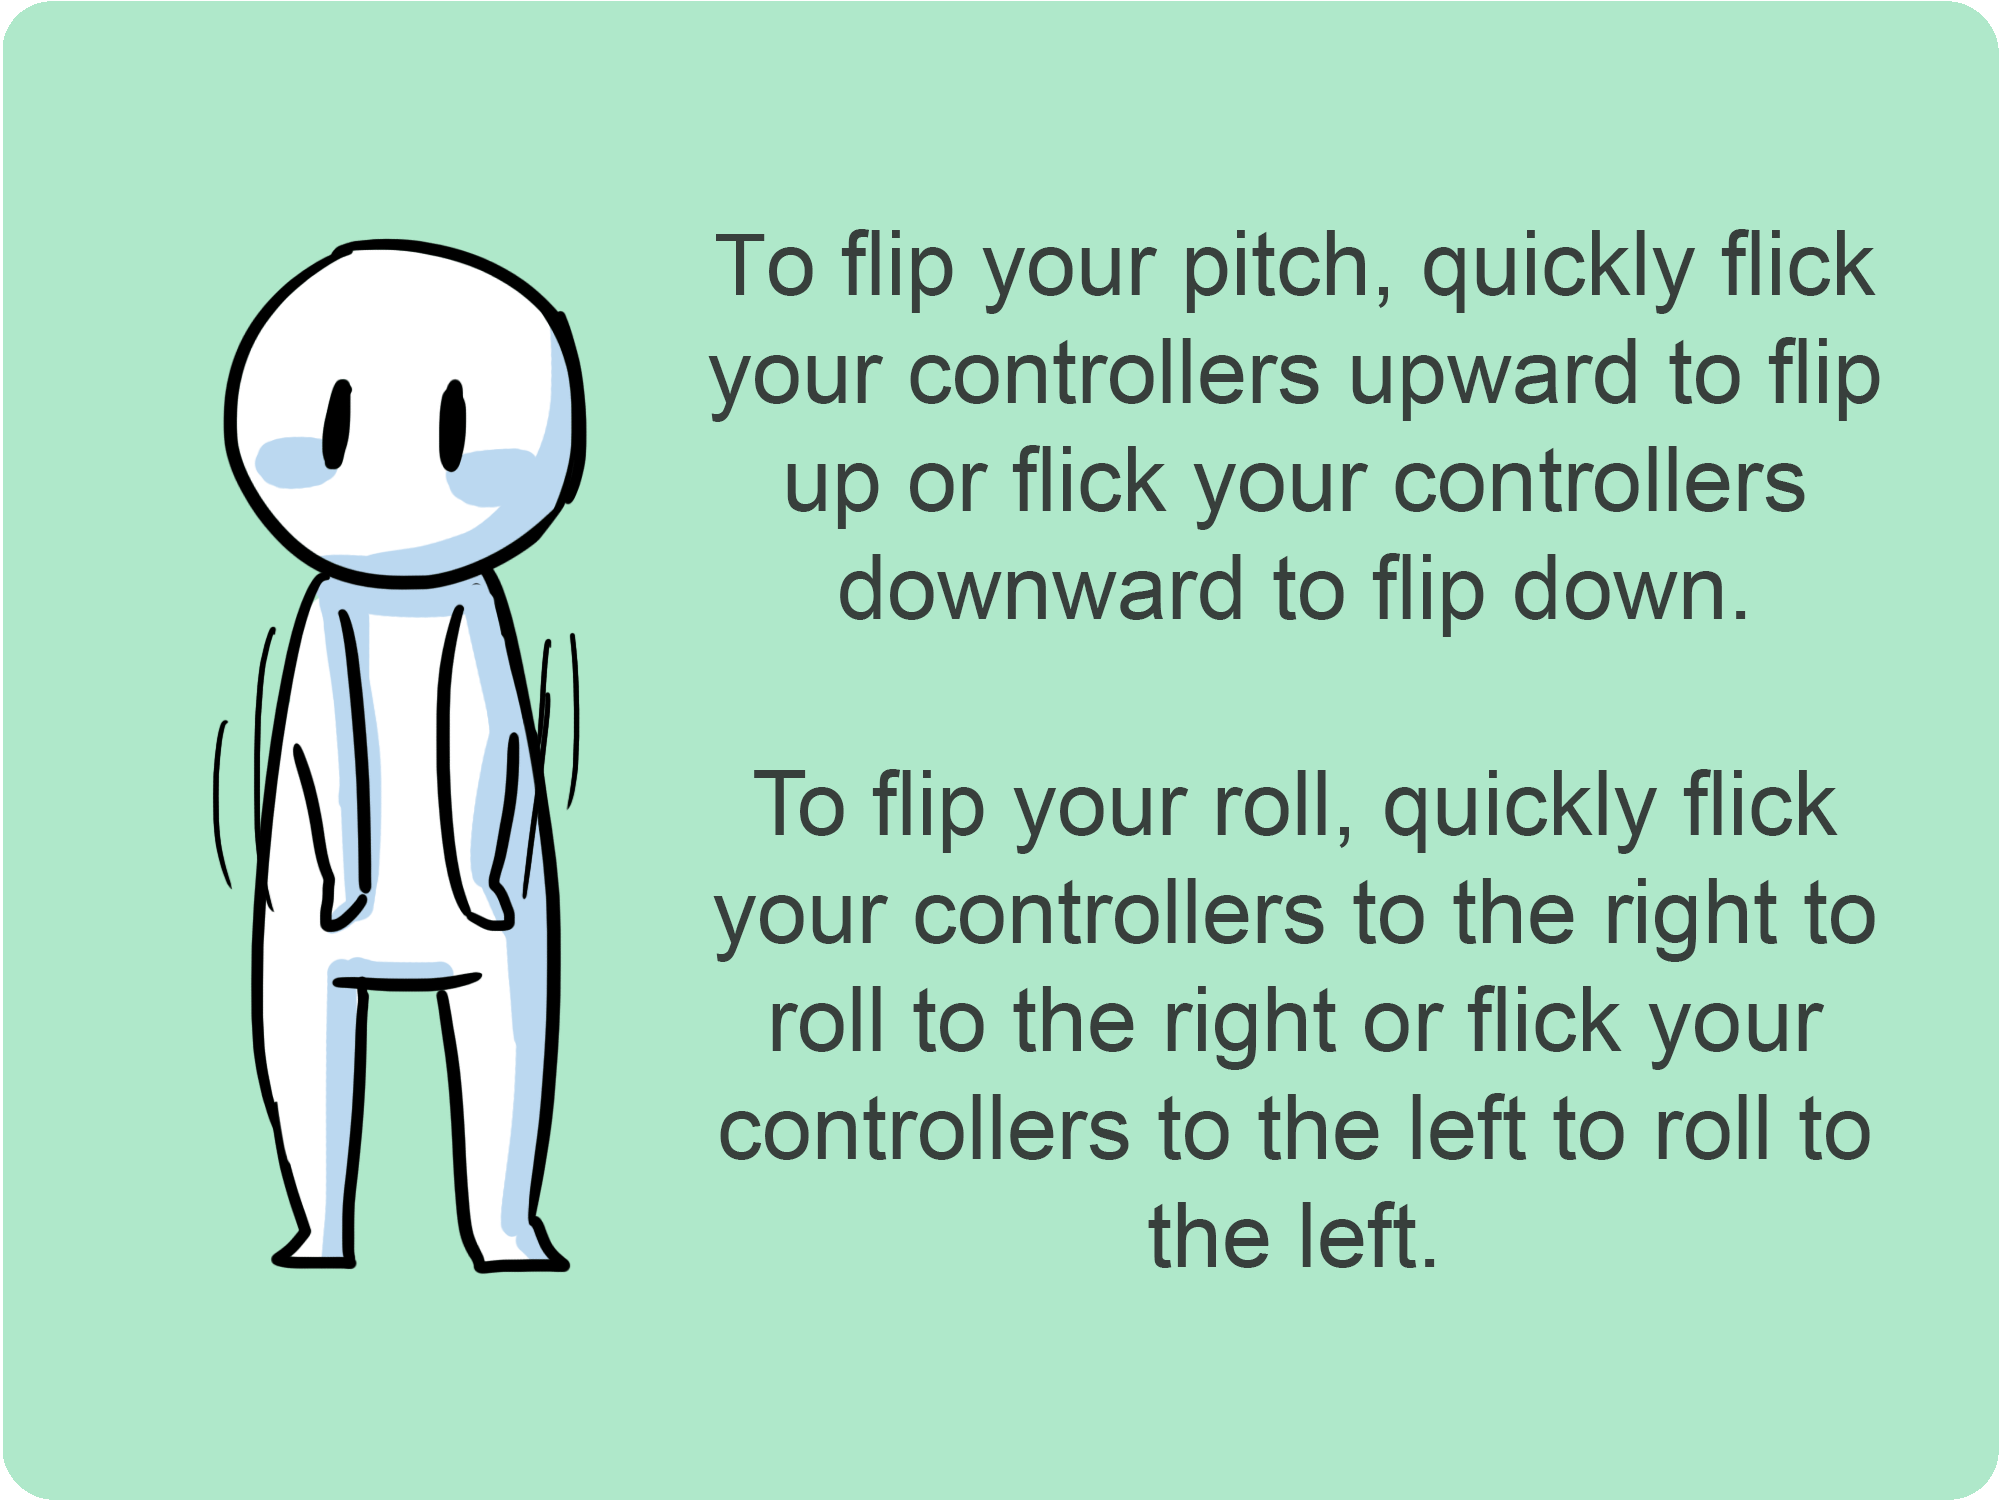 To flip your pitch, quickly flick
your controllers upward to flip
up or flick your controllers
downward to flip down.
To flip your roll, quickly flick
your controllers to the right to
roll to the right or flick your
controllers to the left to roll to
the left.